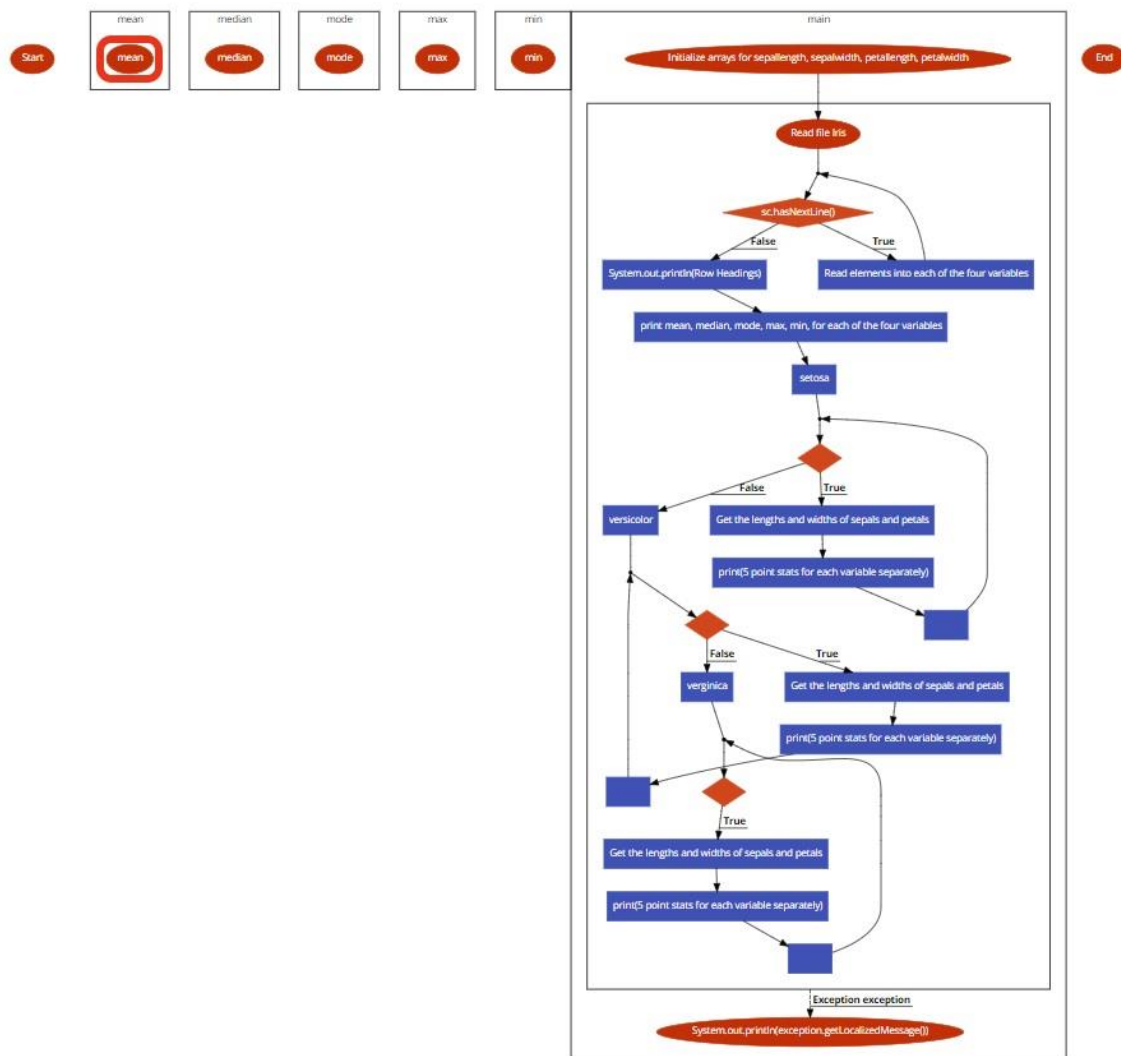 mean
median
mode
max
min
main
Start
mean
median
mode
max
min
Initialize arrays for sepallength, sepalwidth, petallength, petalwidth
End
Read file Iris
sc.hasNextLine()
False
True
System.out.println(Row Headings)
Read elements into each of the four variables
print mean, median, mode, max, min, for each of the four variables
setosa
False
True
versicolor
Get the lengths and widths of sepals and petals
print(5 point stats for each variable separately)
False
True
verginica
Get the lengths and widths of sepals and petals
print(5 point stats for each variable separately)
True
Get the lengths and widths of sepals and petals
print(5 point stats for each variable separately)
Exception exception
System.out.println(exception.getLocalizedMessage())